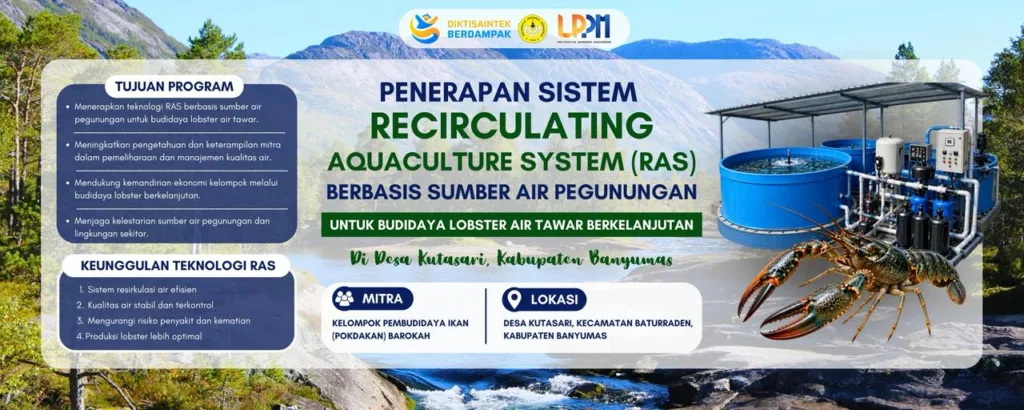 DIKTISAINTEK
BERDAMPAK
LPPM
TUJUAN PROGRAM
• Menerapkan teknologi RAS berbasis sumber air
pegunungan untuk budidaya lobster air tawar.
• Meningkatkan pengetahuan dan keterampilan mitra
dalam pemeliharaan dan manajemen kualitas air.
• Mendukung kemandirian ekonomi kelompok melalui
budidaya lobster berkelanjutan.
• Menjaga kelestarian sumber air pegunungan dan
lingkungan sekitar.
KEUNGGULAN TEKNOLOGI RAS
1. Sistem resirkulasi air efisien
2. Kualitas air stabil dan terkontrol
3. Mengurangi risiko penyakit dan kematian
4. Produksi lobster lebih optimal
PENERAPAN SISTEM
RECIRCULATING
AQUACULTURE SYSTEM (RAS)
BERBASIS SUMBER AIR PEGUNUNGAN
UNTUK BUDIDAYA LOBSTER AIR TAWAR BERKELANJUTAN
Di Desa Kutasari, Kabupaten Banyumas
MITRA
KELOMPOK PEMBUDIDAYA IKAN
(POKDAKAN) BAROKAH
LOKASI
DESA KUTASARI, KECAMATAN BATURRADEN,
KABUPATEN BANYUMAS